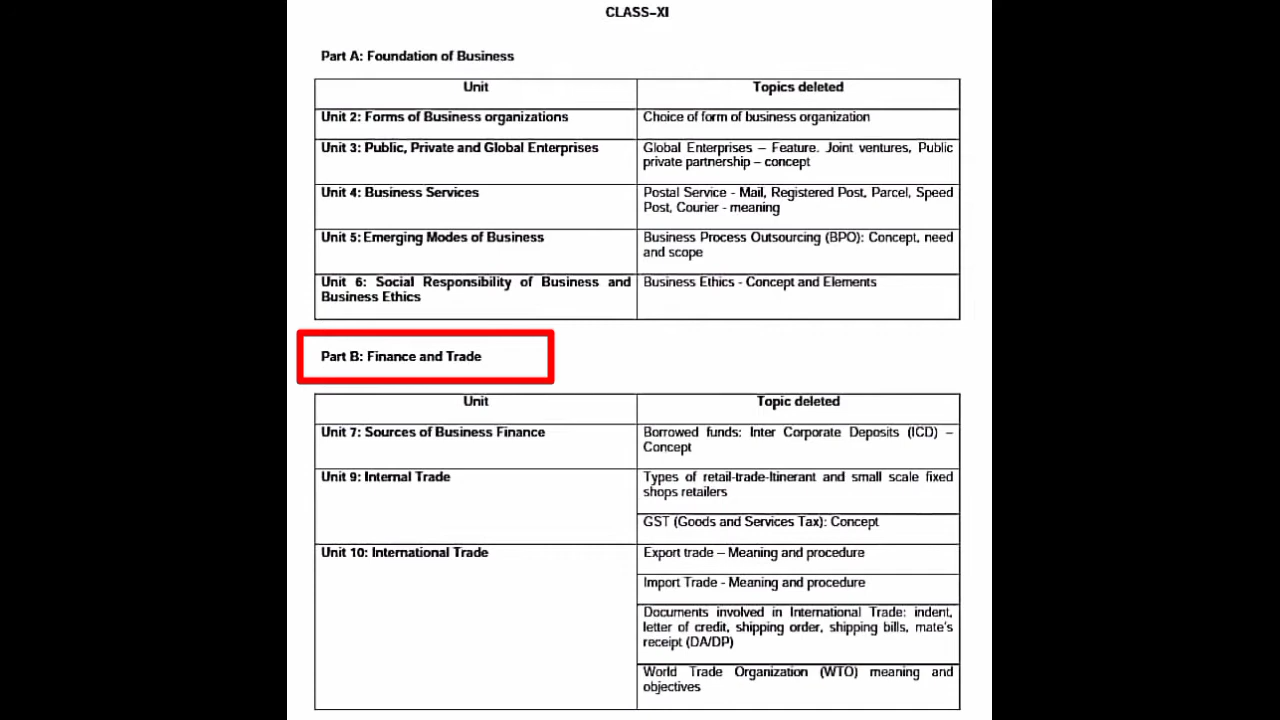 CLASS–XI
Part A: Foundation of Business
Unit
Topics deleted
Unit 2: Forms of Business organizations
Choice of form of business organization
Unit 3: Public, Private and Global Enterprises
Global Enterprises – Feature. Joint ventures, Public
private partnership – concept
Unit 4: Business Services
Postal Service - Mail, Registered Post, Parcel, Speed
Post, Courier - meaning
Unit 5: Emerging Modes of Business
Business Process Outsourcing (BPO): Concept, need
and scope
Unit 6: Social Responsibility of Business and
Business Ethics
Business Ethics - Concept and Elements
Part B: Finance and Trade
Unit
Topic deleted
Unit 7: Sources of Business Finance
Borrowed funds: Inter Corporate Deposits (ICD) –
Concept
Unit 9: Internal Trade
Types of retail-trade-Itinerant and small scale fixed
shops retailers
GST (Goods and Services Tax): Concept
Unit 10: International Trade
Export trade – Meaning and procedure
Import Trade - Meaning and procedure
Documents involved in International Trade: indent,
letter of credit, shipping order, shipping bills, mate's
receipt (DA/DP)
World Trade Organization (WTO) meaning and
objectives